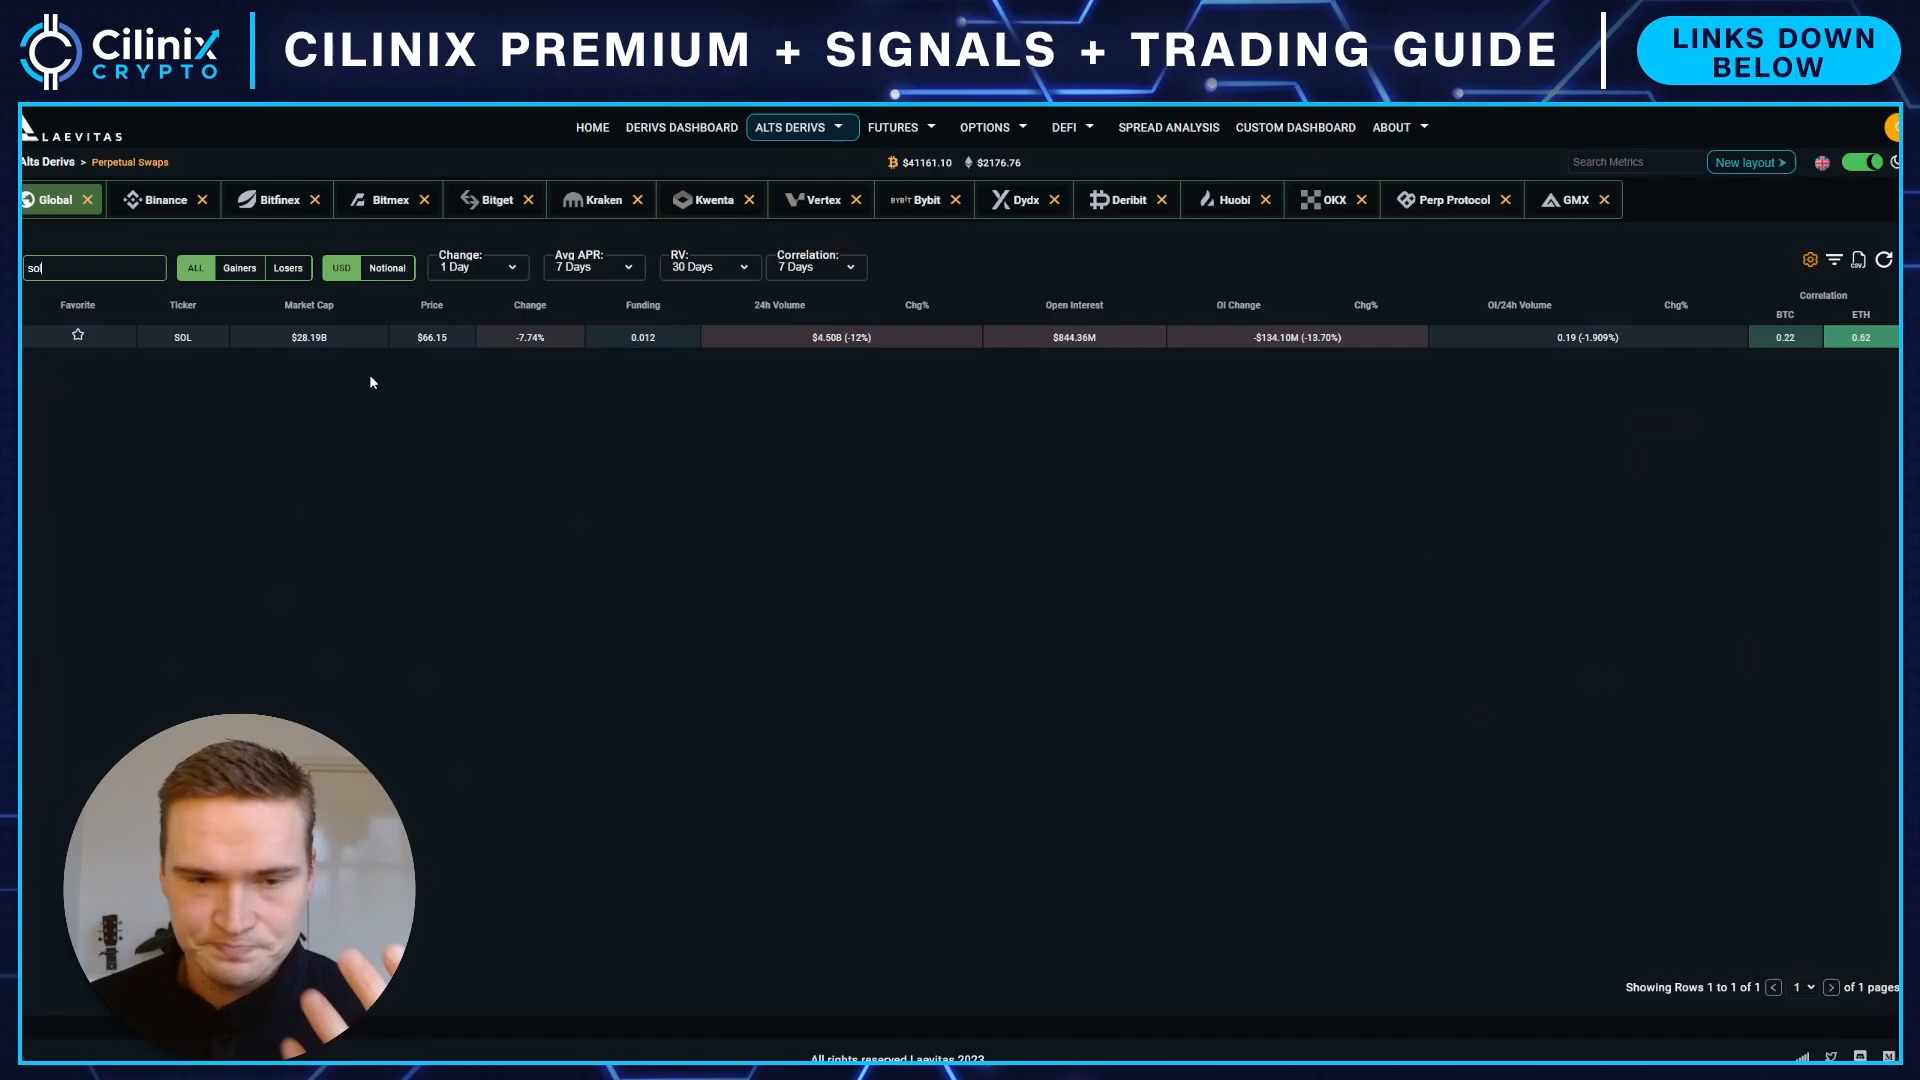 Cilinix
CRYPTO
CILINIX PREMIUM + SIGNALS + TRADING GUIDE
LINKS DOWN
BELOW
LAEVITAS
HOME DERIVS DASHBOARD ALTS DERIVS FUTURES OPTIONS DEFI SPREAD ANALYSIS CUSTOM DASHBOARD ABOUT
Alts Derivs > Perpetual Swaps $41161.10 $2176.76 Search Metrics New layout
Global Binance Bitfinex Bitmex Bitget Kraken Kwenta Vertex BYBIT Bybit Dydx Deribit Huobi OKX Perp Protocol GMX
sol ALL Gainers Losers USD Notional Change: 1 Day Avg APR: 7 Days RV: 30 Days Correlation: 7 Days CSV
Favorite Ticker Market Cap Price Change Funding 24h Volume Chg% Open Interest OI Change Chg% OI/24h Volume Chg% Correlation
BTC ETH
SOL $28.19B $66.15 -7.74% 0.012 $4.50B (-12%) $844.36M -$134.10M (-13.70%) 0.19 (-1.909%) 0.22 0.62
Showing Rows 1 to 1 of 1 < 1 > of 1 pages
All rights reserved Laevitas 2023